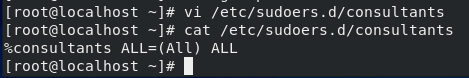 [root@localhost ~]# vi /etc/sudoers.d/consultants
[root@localhost ~]# cat /etc/sudoers.d/consultants
%consultants ALL=(All) ALL
[root@localhost ~]#